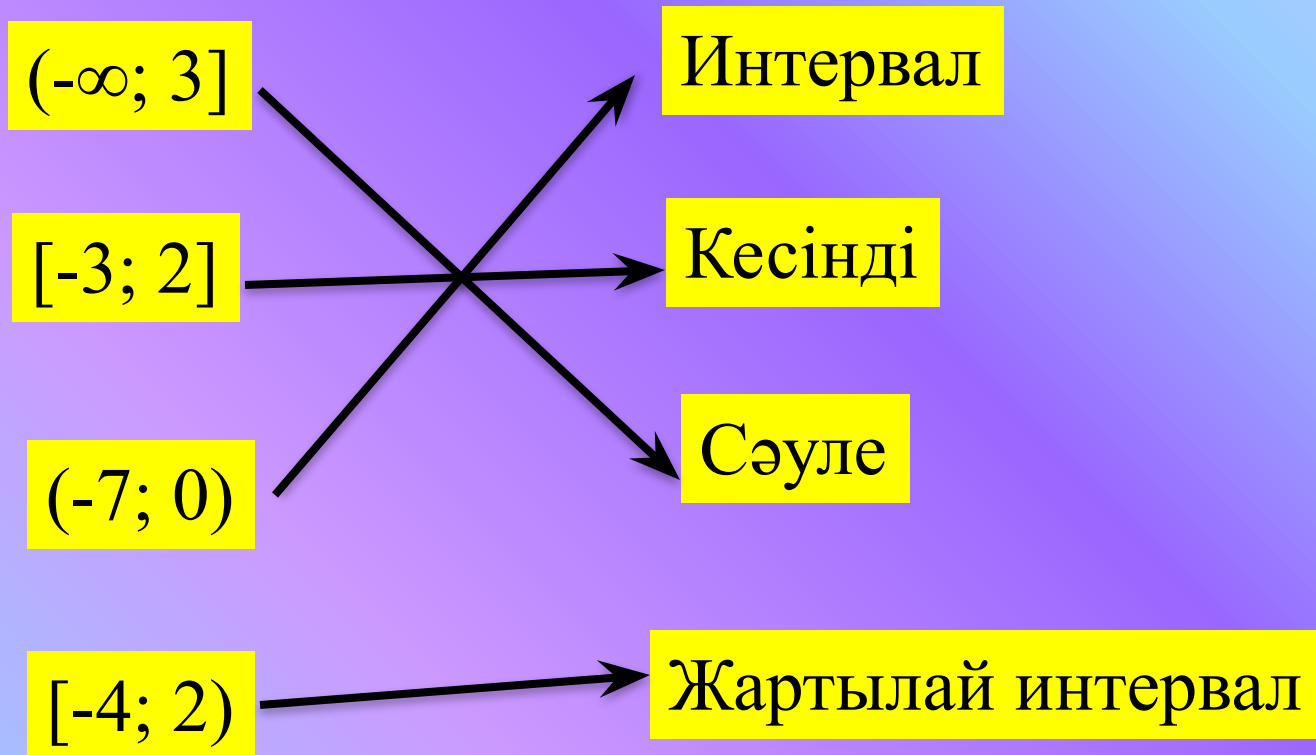 (-∞; 3]
Интервал
[-3; 2]
Кесінді
Сәуле
(-7; 0)
[-4; 2)
Жартылай интервал